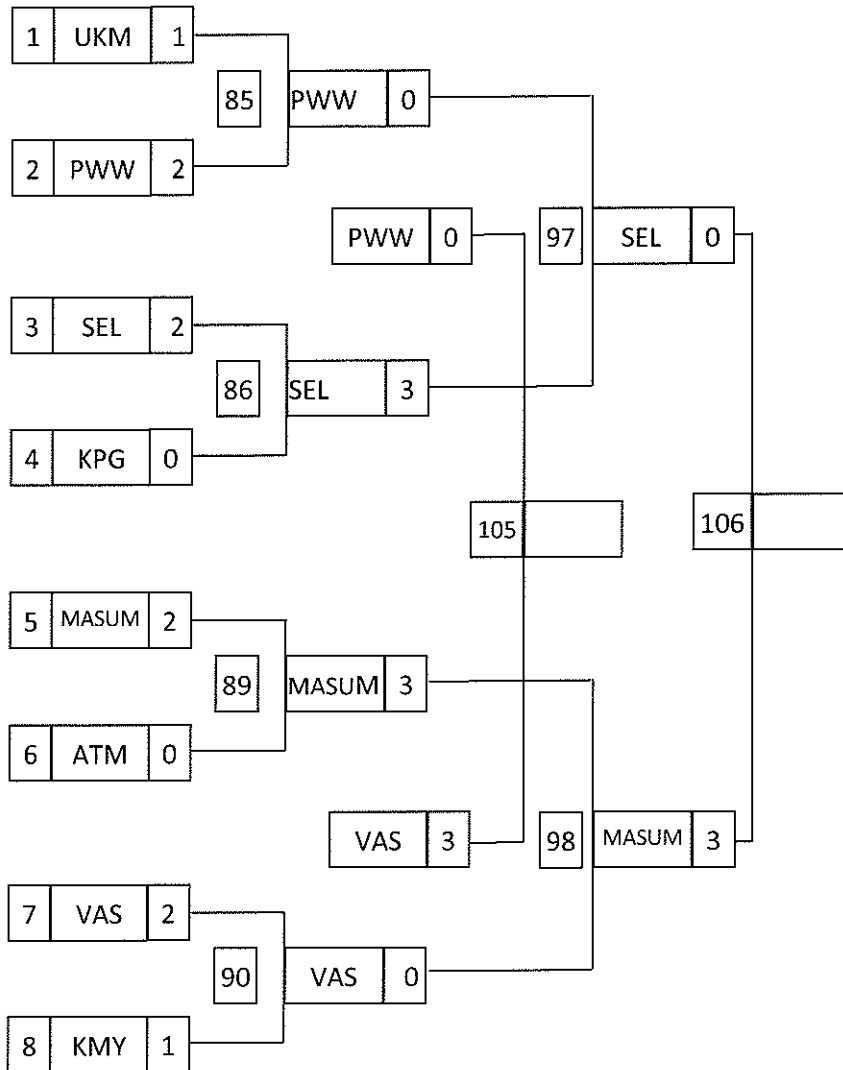 1 UKM 1
85 PWW 0
2 PWW 2
PWW 0 97 SEL 0
3 SEL 2
86 SEL 3
4 KPG 0
105 106
5 MASUM 2
89 MASUM 3
6 ATM 0
VAS 3 98 MASUM 3
7 VAS 2
90 VAS 0
8 KMY 1